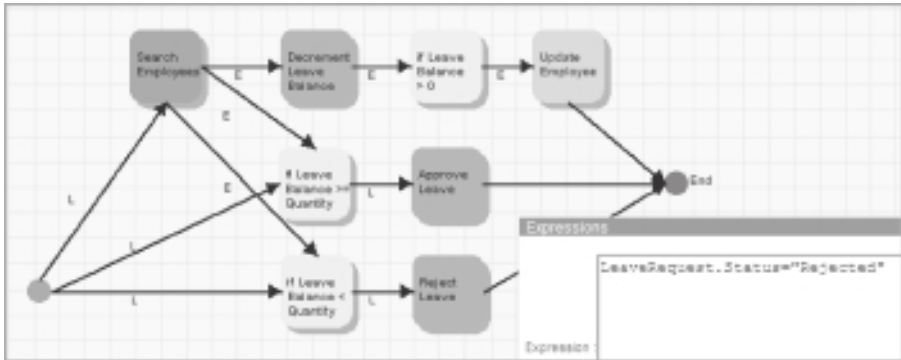 Search
Employees
Decrement
Leave
Balance
if Leave
Balance
> 0
Update
Employee
E
E
E
E
L
E
L
If Leave
Balance >=
Quantity
L
Approve
Leave
End
Expressions
LeaveRequest.Status="Rejected"
L
If Leave
Balance <
Quantity
L
Reject
Leave
Expression :